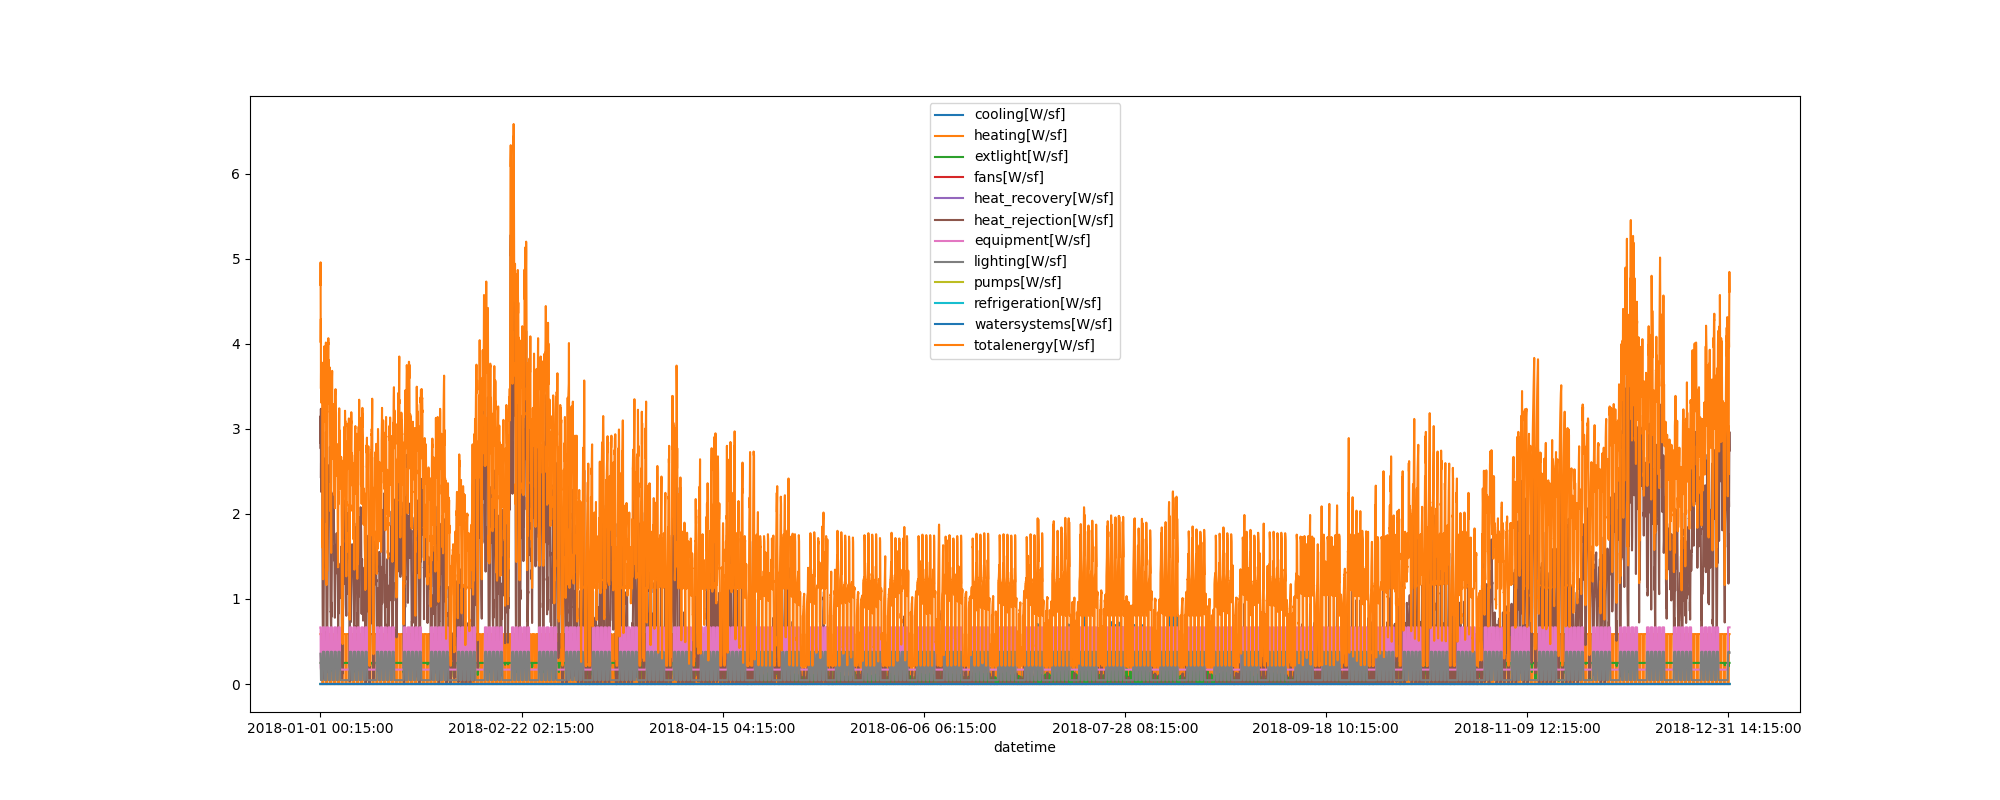 cooling[W/sf]
heating[W/sf]
extlight[W/sf]
fans[W/sf]
heat_recovery[W/sf]
heat_rejection[W/sf]
equipment[W/sf]
lighting[W/sf]
pumps[W/sf]
refrigeration[W/sf]
watersystems[W/sf]
totalenergy[W/sf]
6
5
4
3
2
1
0
2018-01-01 00:15:00 2018-02-22 02:15:00 2018-04-15 04:15:00 2018-06-06 06:15:00 2018-07-28 08:15:00 2018-09-18 10:15:00 2018-11-09 12:15:00 2018-12-31 14:15:00
datetime